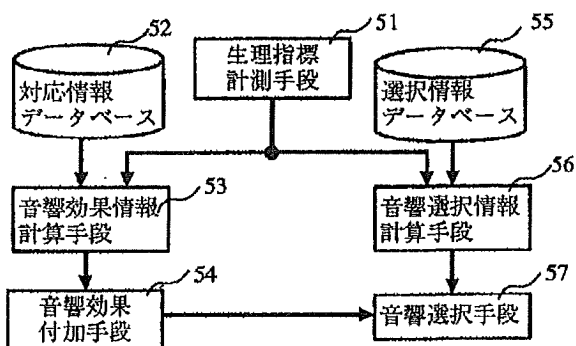 52
51
55
対応情報
データベース
生理指標
計測手段
選択情報
データベース
53
56
音響効果情報
計算手段
音響選択情報
計算手段
54
57
音響効果
付加手段
音響選択手段